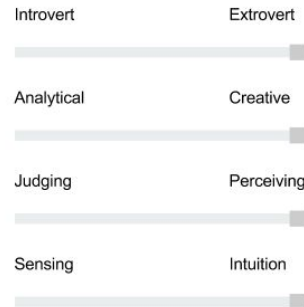 Introvert Extrovert
Analytical Creative
Judging Perceiving
Sensing Intuition